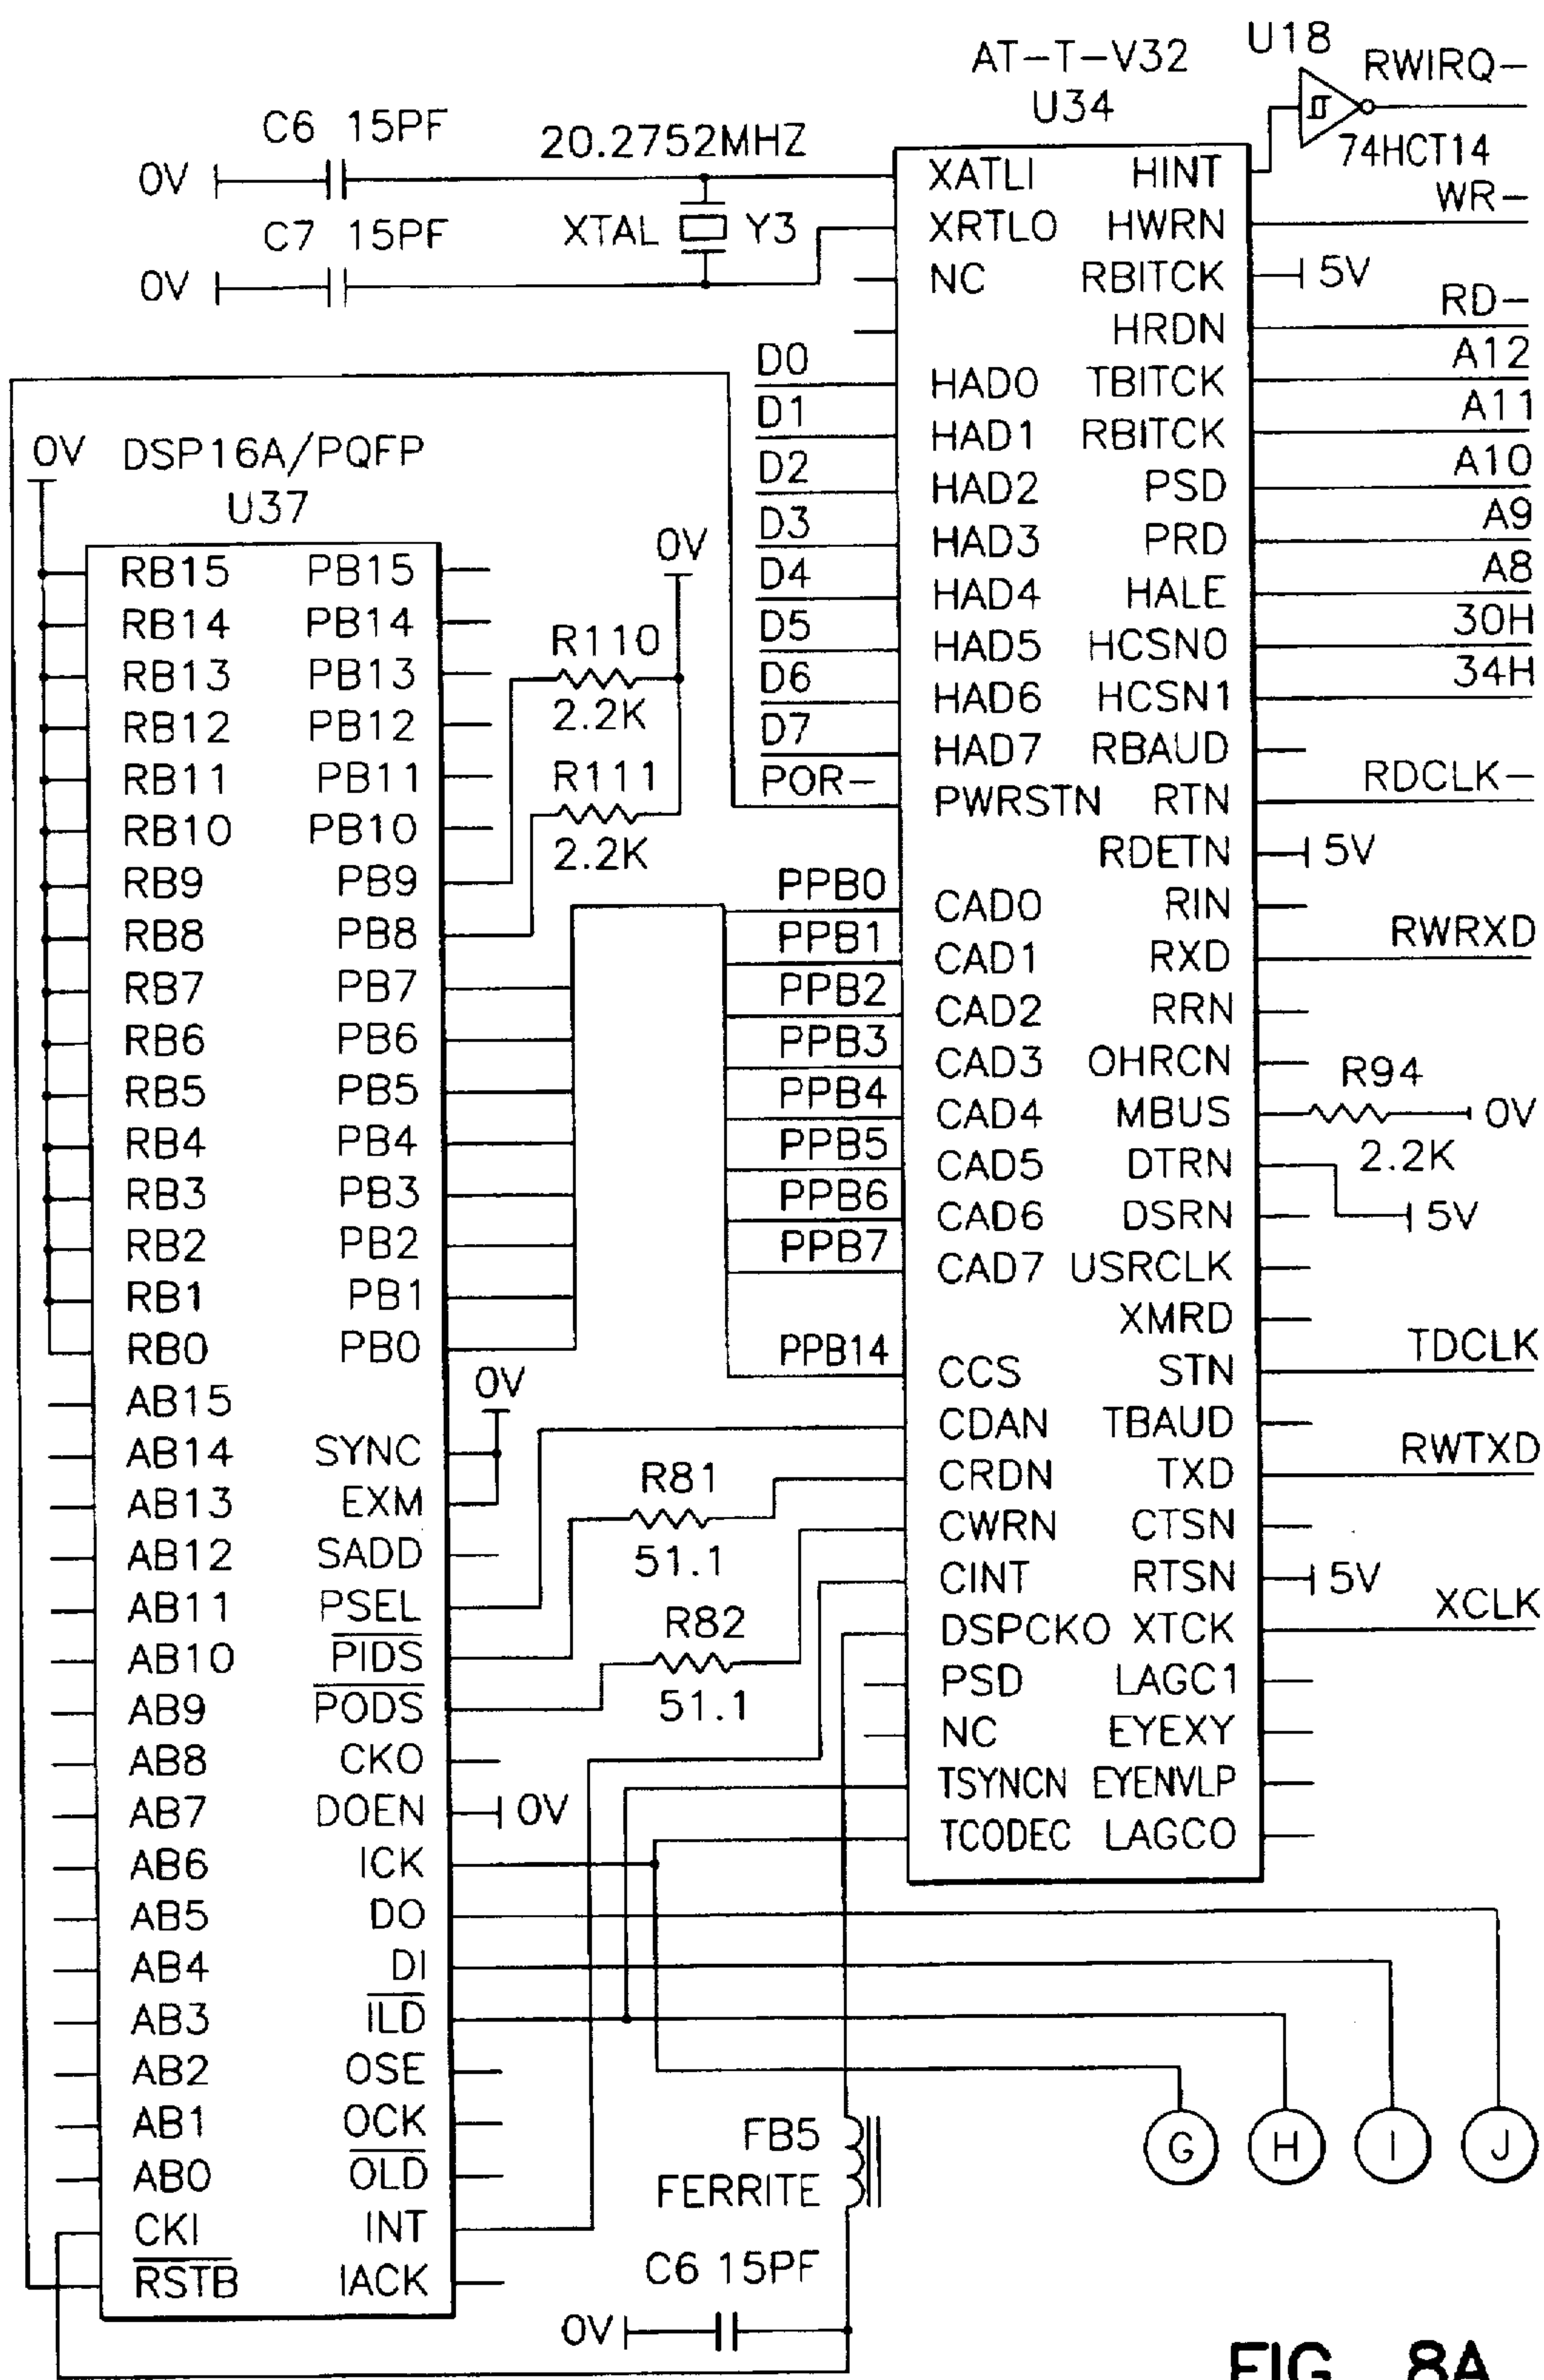 AT-T-V32
U34
U18
RWIRQ-
74HCT14
C6 15PF
20.2752MHZ
0V
C7 15PF
XTAL Y3
0V
XATLI HINT
WR-
XRTLO HWRN
NC RBITCK 5V
RD-
HRDN
D0 A12
HAD0 TBITCK
D1 A11
HAD1 RBITCK
D2 A10
HAD2 PSD
D3 A9
HAD3 PRD
D4 A8
HAD4 HALE
D5 30H
HAD5 HCSN0
D6 34H
HAD6 HCSN1
D7
HAD7 RBAUD
POR- RDCLK-
PWRSTN RTN
RDETN 5V
PPB0
CAD0 RIN
PPB1 RWRXD
CAD1 RXD
PPB2
CAD2 RRN
PPB3
CAD3 OHRCN
R94
PPB4
CAD4 MBUS 0V
2.2K
PPB5
CAD5 DTRN
PPB6
CAD6 DSRN 5V
PPB7
CAD7 USRCLK
XMRD
PPB14 TDCLK
CCS STN
CDAN TBAUD
RWTXD
CRDN TXD
CWRN CTSN
CINT RTSN 5V
XCLK
DSPCKO XTCK
PSD LAGC1
NC EYEXY
TSYNCN EYENVLP
TCODEC LAGCO
0V DSP16A/PQFP
U37
0V
RB15 PB15
RB14 PB14
R110
RB13 PB13
2.2K
RB12 PB12
R111
RB11 PB11
RB10 PB10
2.2K
RB9 PB9
RB8 PB8
RB7 PB7
RB6 PB6
RB5 PB5
RB4 PB4
RB3 PB3
RB2 PB2
RB1 PB1
RB0 PB0
0V
AB15
AB14 SYNC
R81
AB13 EXM
51.1
AB12 SADD
AB11 PSEL
R82
AB10 PIDS
51.1
AB9 PODS
AB8 CKO
AB7 DOEN 0V
AB6 ICK
AB5 DO
AB4 DI
AB3 ILD
AB2 OSE
AB1 OCK
AB0 OLD
CKI INT
RSTB IACK
FB5
FERRITE
C6 15PF
0V
G H I J
FIG. 8A